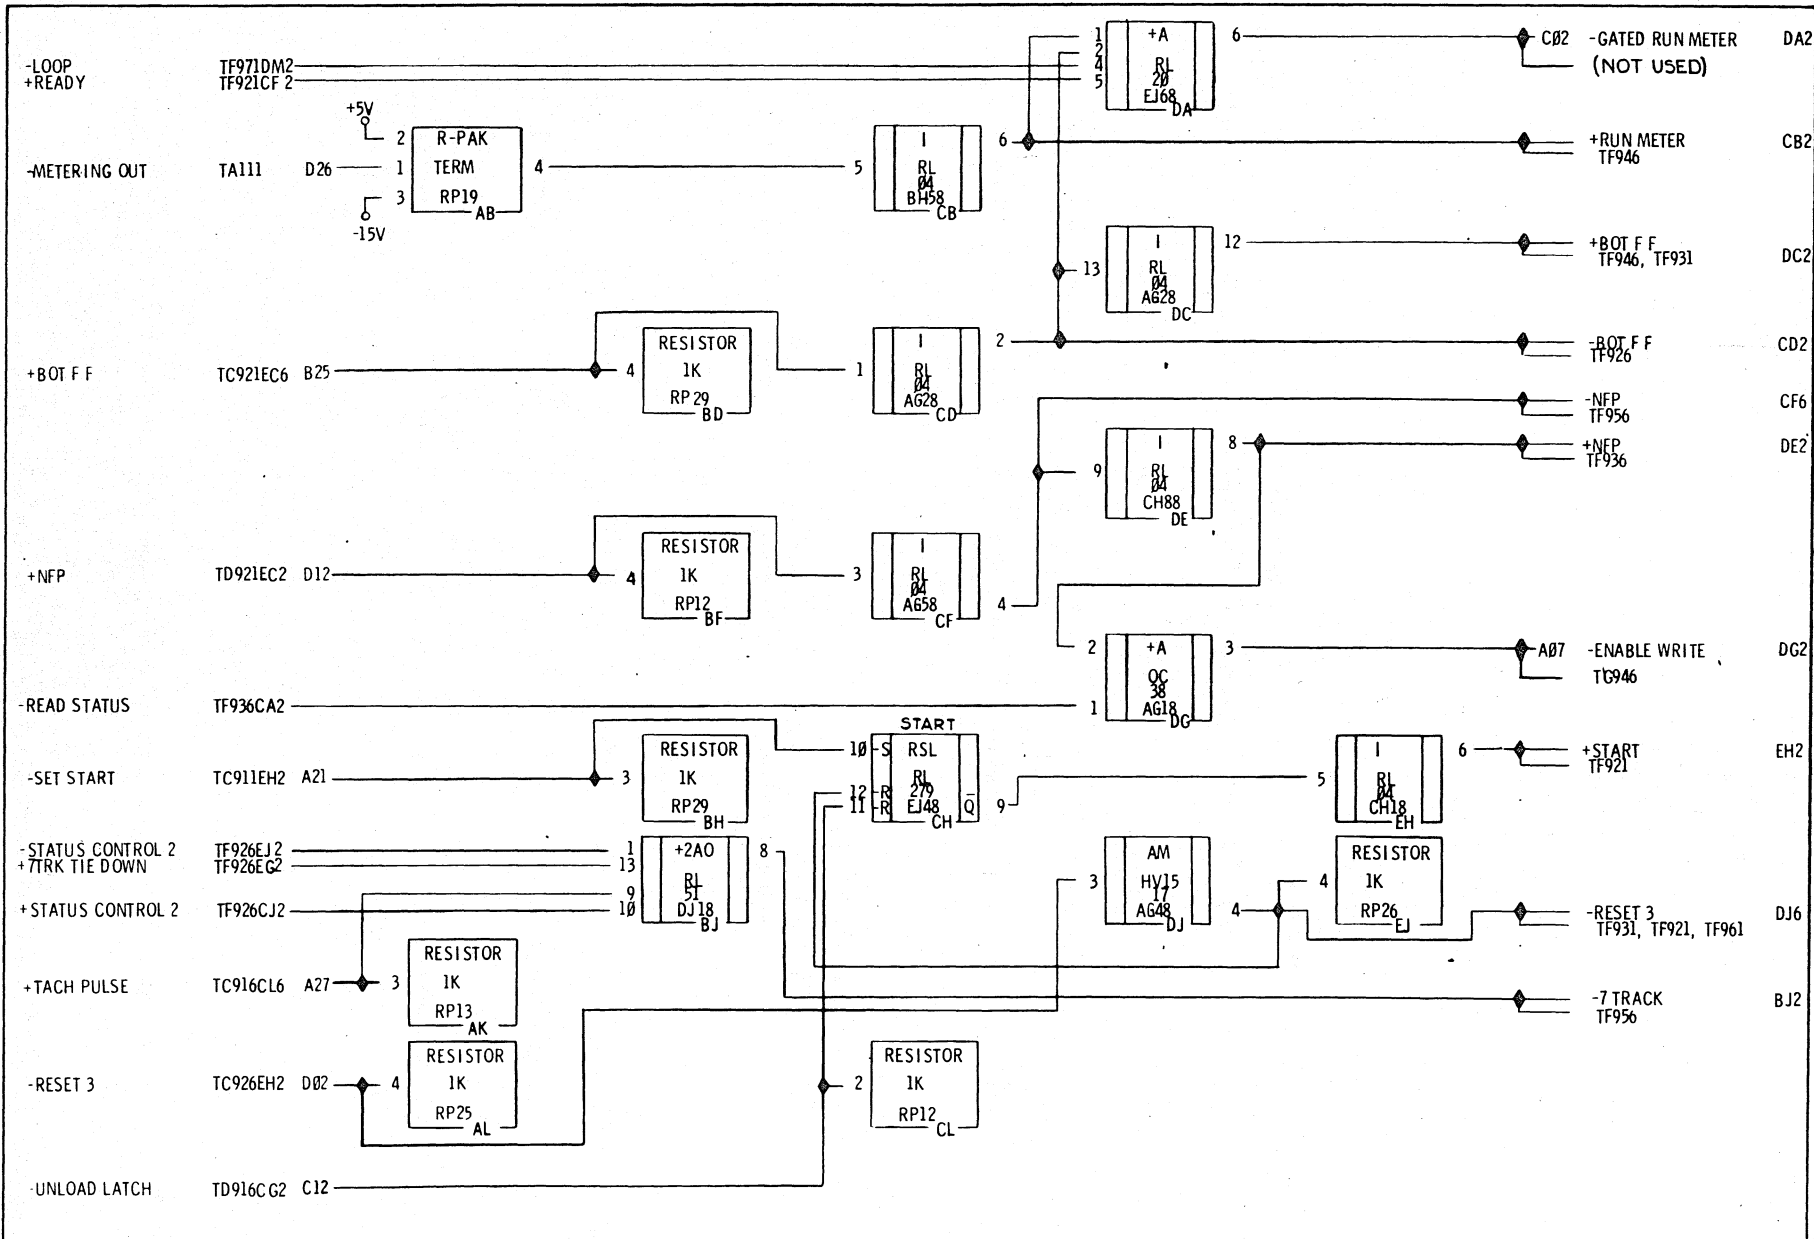 -LOOP TF971DM2
+READY TF921CF 2
1 +A 6
2
4 RL
5 20
EJ68
DA
CØ2 -GATED RUN METER DA2
(NOT USED)
+5V
2 R-PAK
-METERING OUT TA111 D26 1 TERM 4
3 RP19
AB
-15V
5 I 6
RL
Ø4
BH58
CB
+RUN METER CB2
TF946
13 I 12
RL
Ø4
AG28
DC
+BOT F F DC2
TF946, TF931
+BOT F F TC921EC6 B25
4 RESISTOR
1K
RP29
BD
1 I 2
RL
Ø4
AG28
CD
-BOT F F CD2
TF926
-NFP CF6
TF956
9 I 8
RL
Ø4
CH88
DE
+NFP DE2
TF936
+NFP TD921EC2 D12
4 RESISTOR
1K
RP12
BF
3 I 4
RL
Ø4
AG58
CF
2 +A 3
1 OC
38
AG18
DG
AØ7 -ENABLE WRITE DG2
TG946
-READ STATUS TF936CA2
-SET START TC911EH2 A21
3 RESISTOR
1K
RP29
BH
START
1Ø -S RSL
RL
12 -R 279
11 -R EJ48 Q̅ 9
CH
5 I 6
RL
Ø4
CH18
EH
+START EH2
TF921
-STATUS CONTROL 2 TF926EJ2
+7TRK TIE DOWN TF926EG2
+STATUS CONTROL 2 TF926CJ2
1 +2AO 8
13 RL
9 51
1Ø DJ18
BJ
3 AM 4
HV15
17
AG48
DJ
4 RESISTOR
1K
RP26
EJ
-RESET 3 DJ6
TF931, TF921, TF961
+TACH PULSE TC916CL6 A27
3 RESISTOR
1K
RP13
AK
-7 TRACK BJ2
TF956
-RESET 3 TC926EH2 DØ2
4 RESISTOR
1K
RP25
AL
2 RESISTOR
1K
RP12
CL
-UNLOAD LATCH TD916CG2 C12